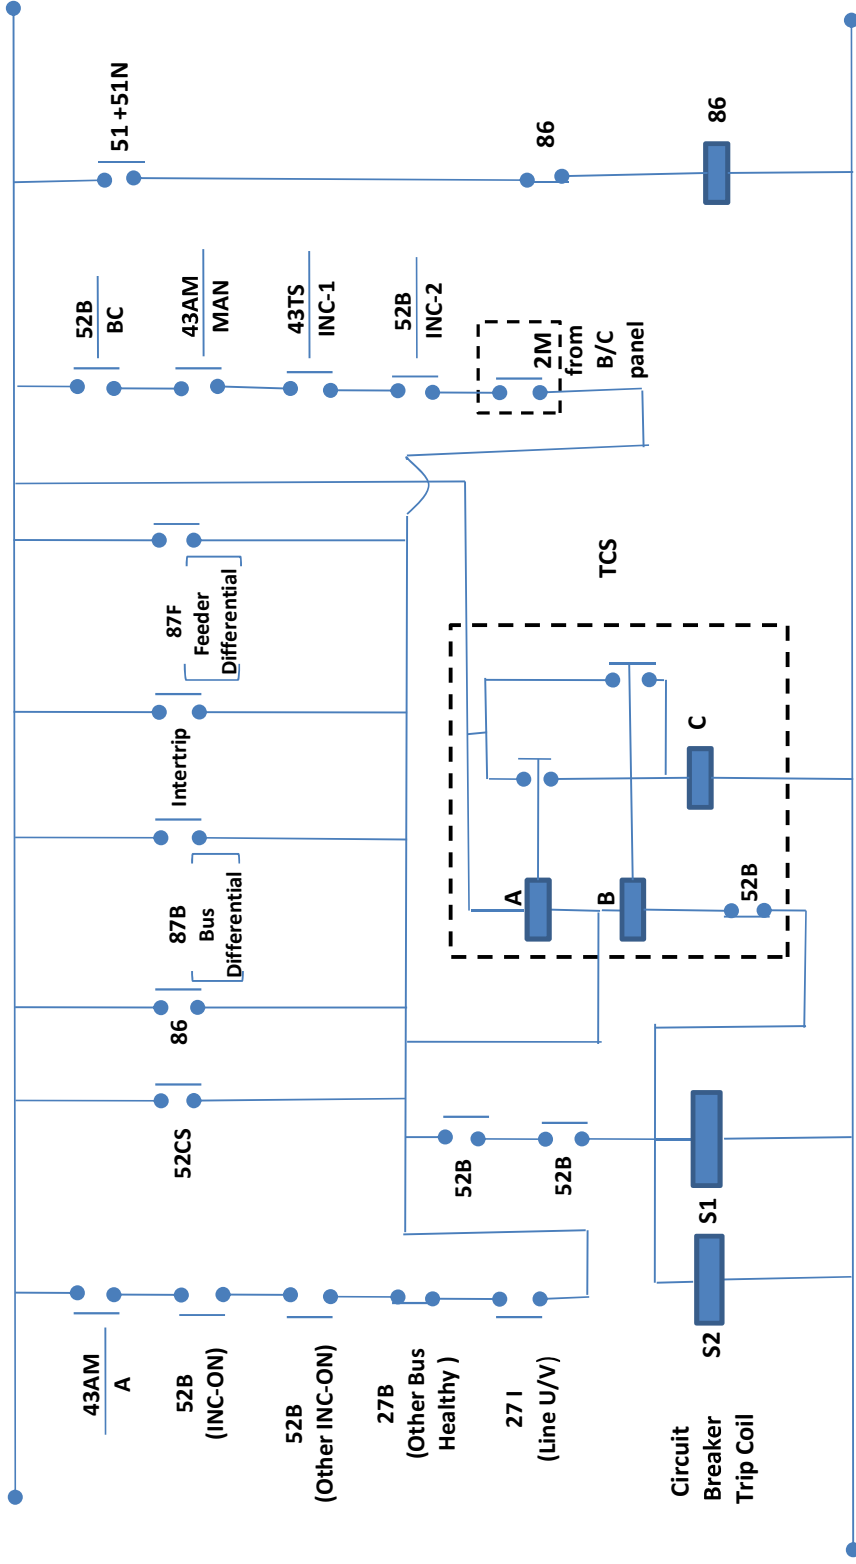 43AM
A
52B
(INC-ON)
52B
(Other INC-ON)
27B
(Other Bus
Healthy )
27 I
(Line U/V)
Circuit
Breaker
Trip Coil
S2
S1
52CS
52B
52B
86
87B
Bus
Differential
Intertrip
87F
Feeder
Differential
A
B
52B
C
TCS
52B
BC
43AM
MAN
43TS
INC-1
52B
INC-2
2M
from
B/C
panel
51 +51N
86
86